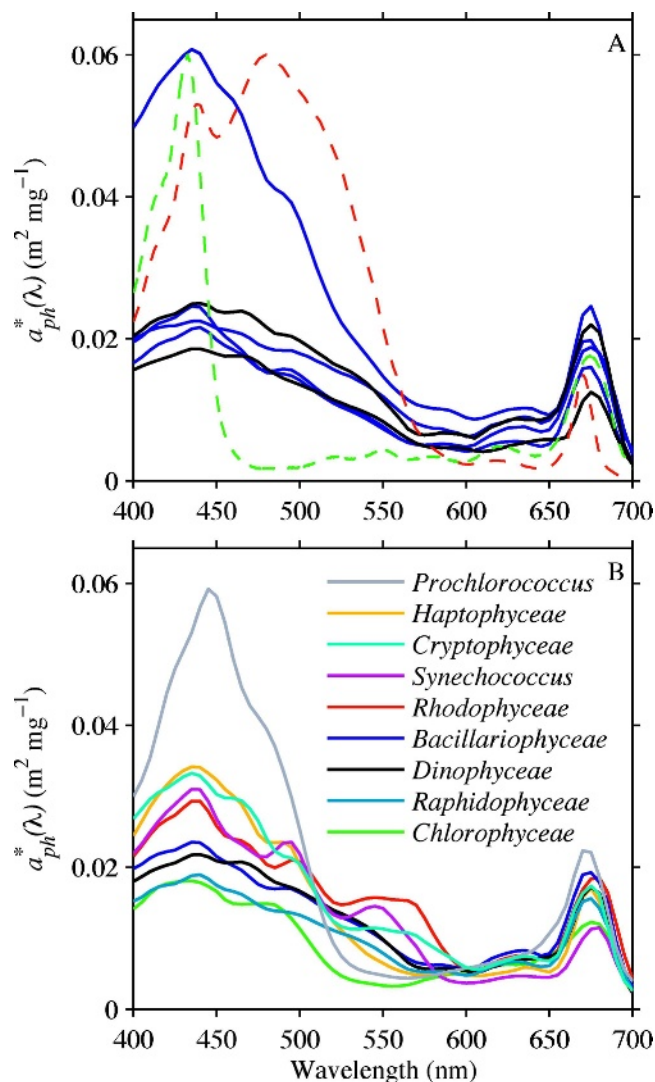 A
0.06
0.04
0.02
0
a*ph(λ) (m² mg⁻¹)
400 450 500 550 600 650 700
B
0.06
0.04
0.02
0
a*ph(λ) (m² mg⁻¹)
Prochlorococcus
Haptophyceae
Cryptophyceae
Synechococcus
Rhodophyceae
Bacillariophyceae
Dinophyceae
Raphidophyceae
Chlorophyceae
400 450 500 550 600 650 700
Wavelength (nm)